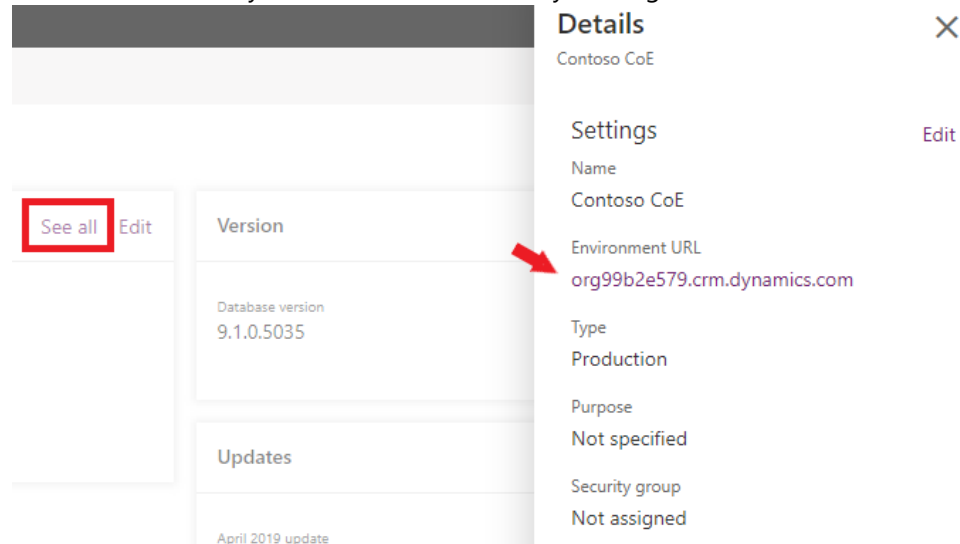 See all Edit
Version
Database version
9.1.0.5035
Updates
April 2019 update
Details
Contoso CoE
Settings
Edit
Name
Contoso CoE
Environment URL
org99b2e579.crm.dynamics.com
Type
Production
Purpose
Not specified
Security group
Not assigned